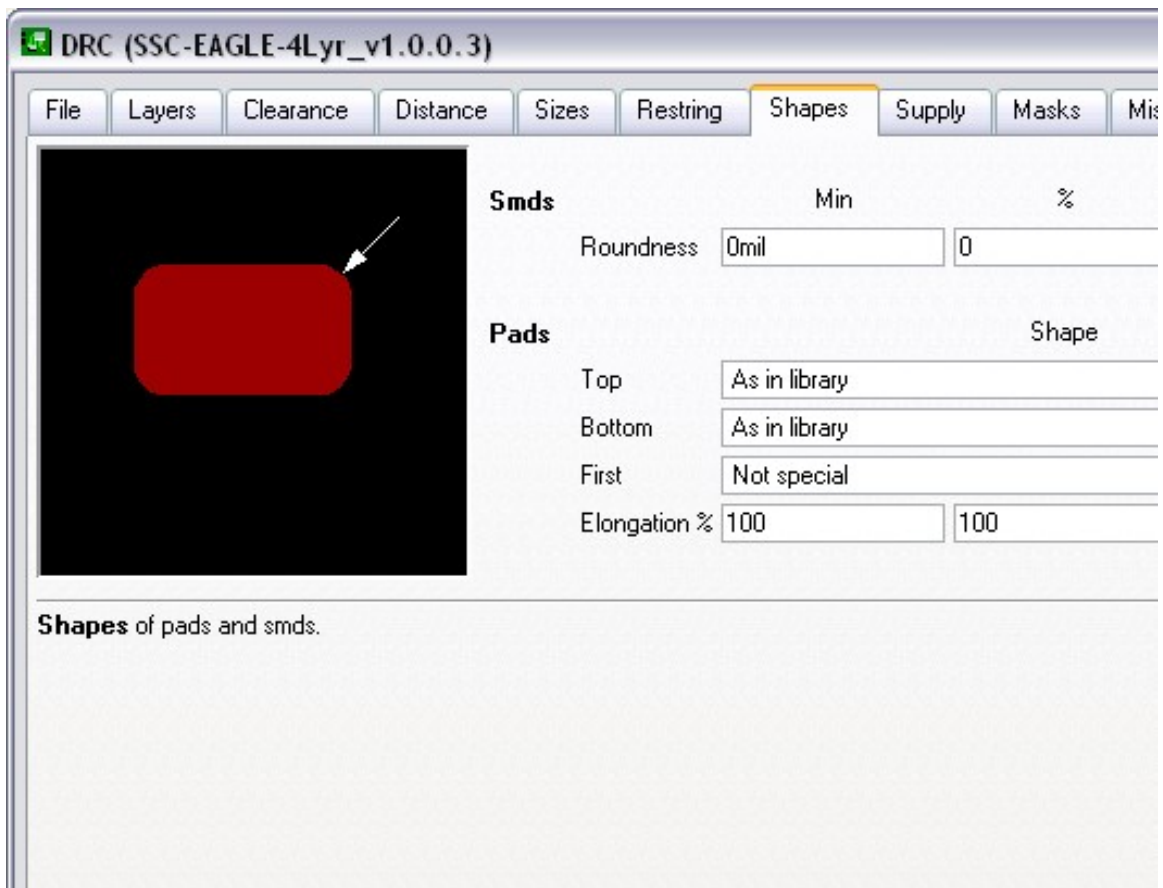 DRC (SSC-EAGLE-4Lyr_v1.0.0.3)
File Layers Clearance Distance Sizes Restring Shapes Supply Masks Mis
Smds Min %
Roundness 0mil 0
Pads Shape
Top As in library
Bottom As in library
First Not special
Elongation % 100 100
Shapes of pads and smds.